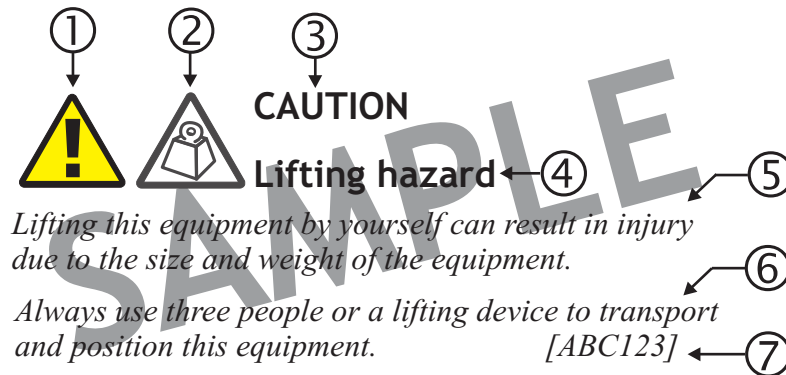 ① ② ③
CAUTION
Lifting hazard ④
⑤
Lifting this equipment by yourself can result in injury
due to the size and weight of the equipment.
⑥
Always use three people or a lifting device to transport
and position this equipment. [ABC123] ⑦
SAMPLE